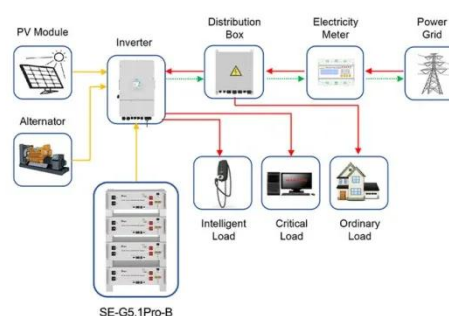 PV Module
Inverter
Distribution
Box
Electricity
Meter
Power
Grid
Alternator
Intelligent
Load
Critical
Load
Ordinary
Load
SE-G5.1Pro-B